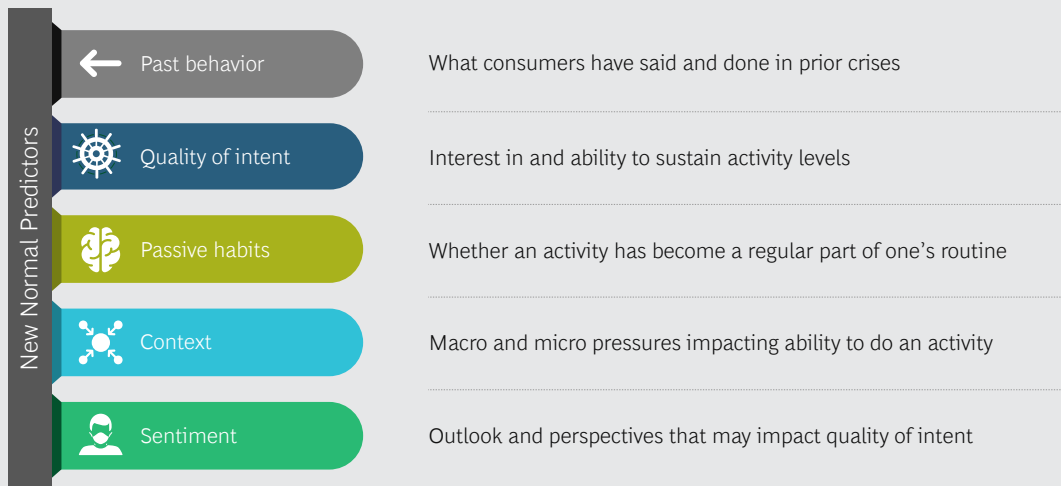 New Normal Predictors
Past behavior
What consumers have said and done in prior crises
Quality of intent
Interest in and ability to sustain activity levels
Passive habits
Whether an activity has become a regular part of one’s routine
Context
Macro and micro pressures impacting ability to do an activity
Sentiment
Outlook and perspectives that may impact quality of intent